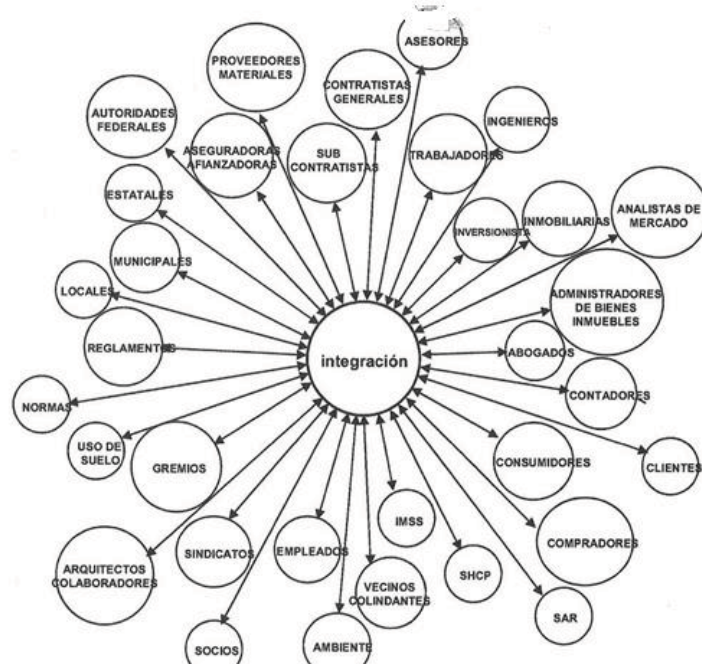 ASESORES
PROVEEDORES
MATERIALES
CONTRATISTAS
GENERALES
AUTORIDADES
FEDERALES
INGENIEROS
ASEGURADORAS
AFIANZADORAS
SUB
CONTRATISTAS
TRABAJADORES
ESTATALES
INVERSIONISTA
INMOBILIARIAS
ANALISTAS DE
MERCADO
MUNICIPALES
LOCALES
ADMINISTRADORES
DE BIENES
INMUEBLES
REGLAMENTOS
integración
ABOGADOS
CONTADORES
NORMAS
USO DE
SUELO
GREMIOS
CONSUMIDORES
CLIENTES
IMSS
SINDICATOS
EMPLEADOS
COMPRADORES
ARQUITECTOS
COLABORADORES
VECINOS
COLINDANTES
SHCP
SAR
SOCIOS
AMBIENTE